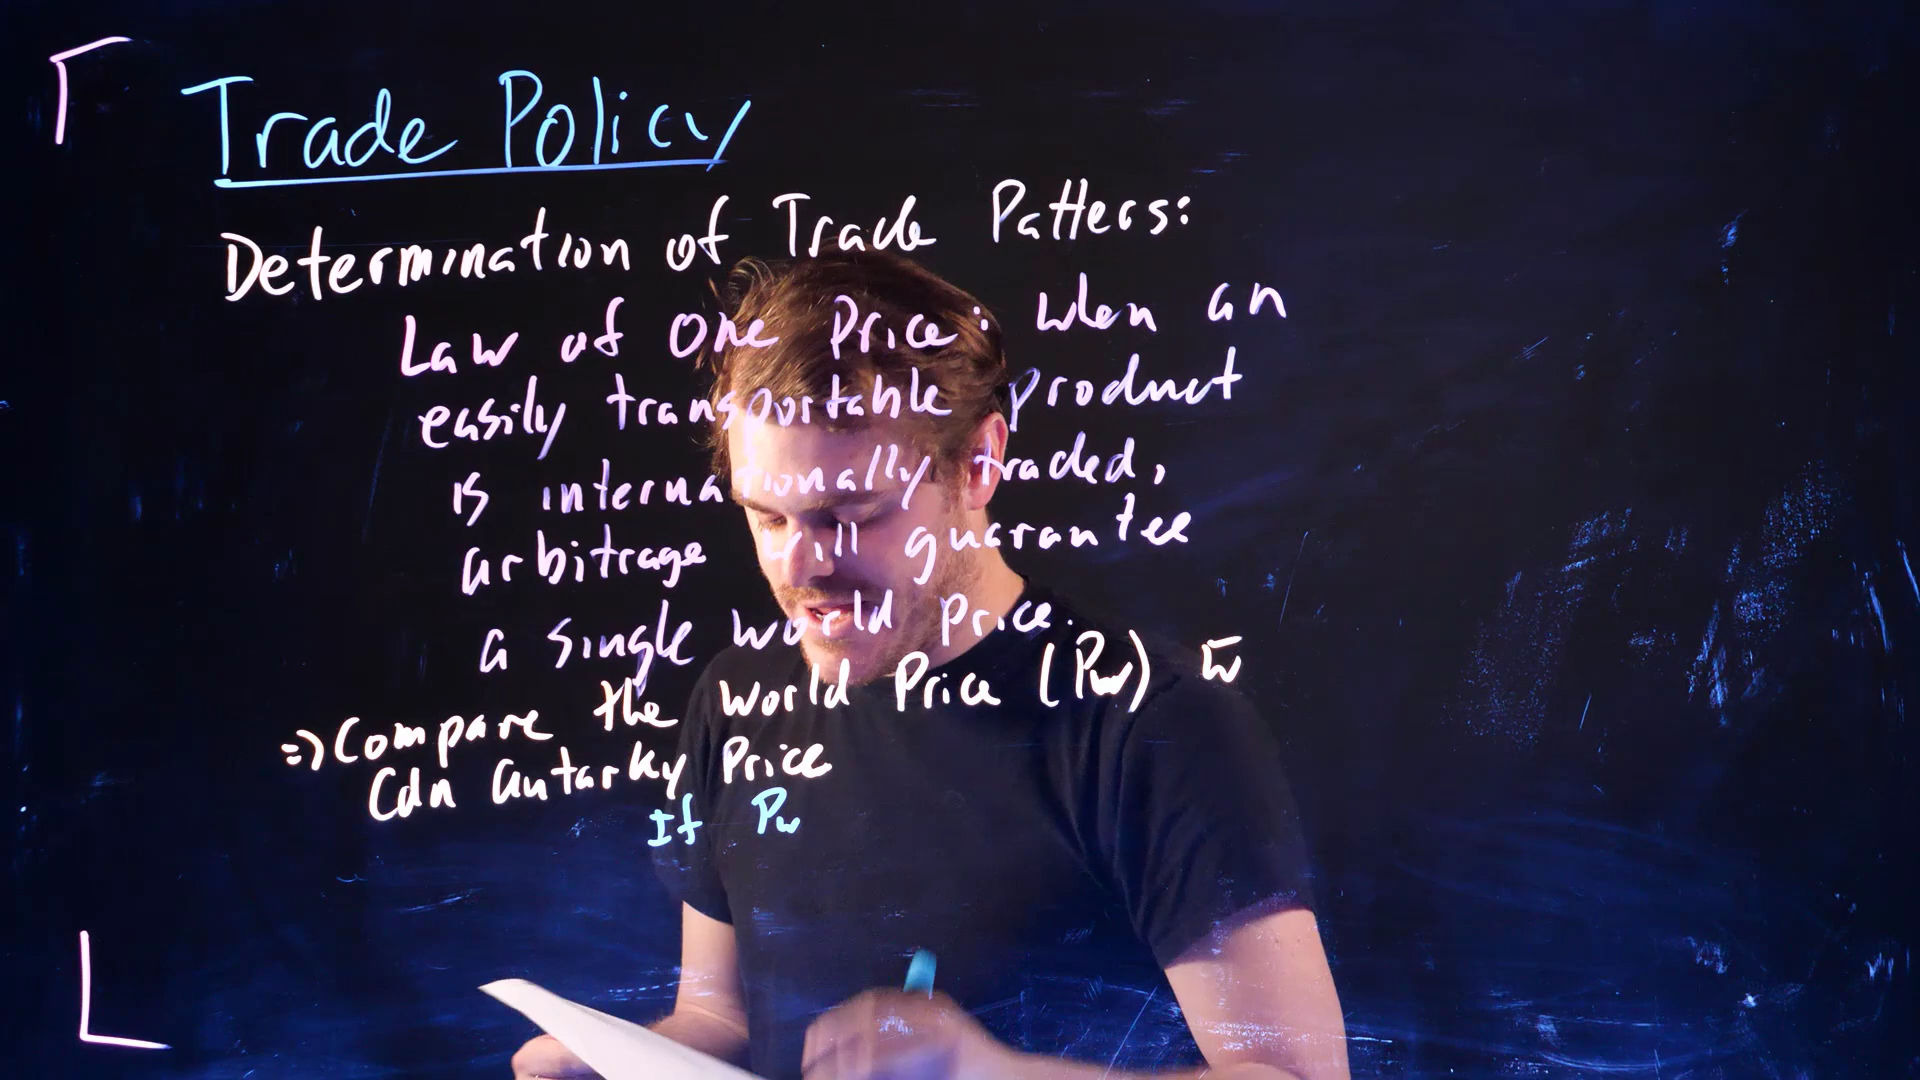 Trade Policy
Determination of Trade Patters:
Law of One Price: When an
easily transportable product
is internationally traded,
arbitrage will guarantee
a single world price.
=> Compare the World Price (Pw) w
Cdn Autarky Price
If Pw